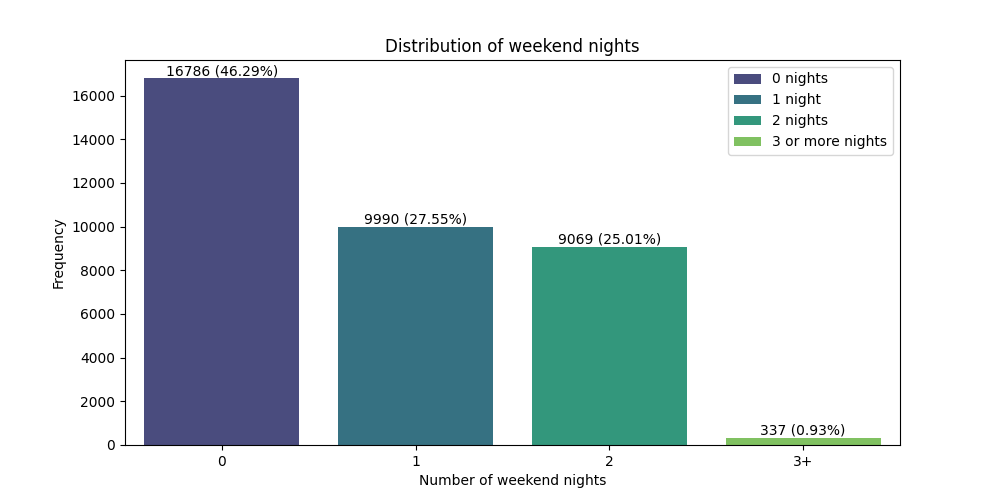 Distribution of weekend nights
16786 (46.29%)
9990 (27.55%)
9069 (25.01%)
337 (0.93%)
0 nights
1 night
2 nights
3 or more nights
Frequency
16000
14000
12000
10000
8000
6000
4000
2000
0
0 1 2 3+
Number of weekend nights